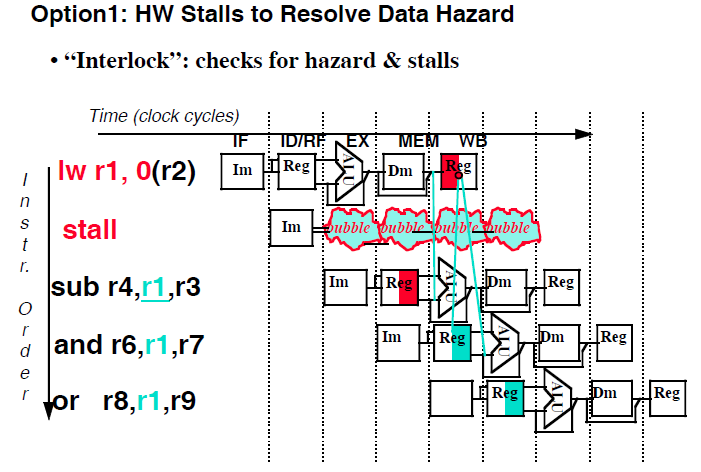 Option1: HW Stalls to Resolve Data Hazard
• “Interlock”: checks for hazard & stalls
Time (clock cycles)
IF ID/RF EX MEM WB
Instr. Order
lw r1, 0(r2) Im Reg ALU Dm Reg
stall Im bubble bubble bubble bubble
sub r4,r1,r3 Im Reg ALU Dm Reg
and r6,r1,r7 Im Reg ALU Dm Reg
or r8,r1,r9 Reg ALU Dm Reg